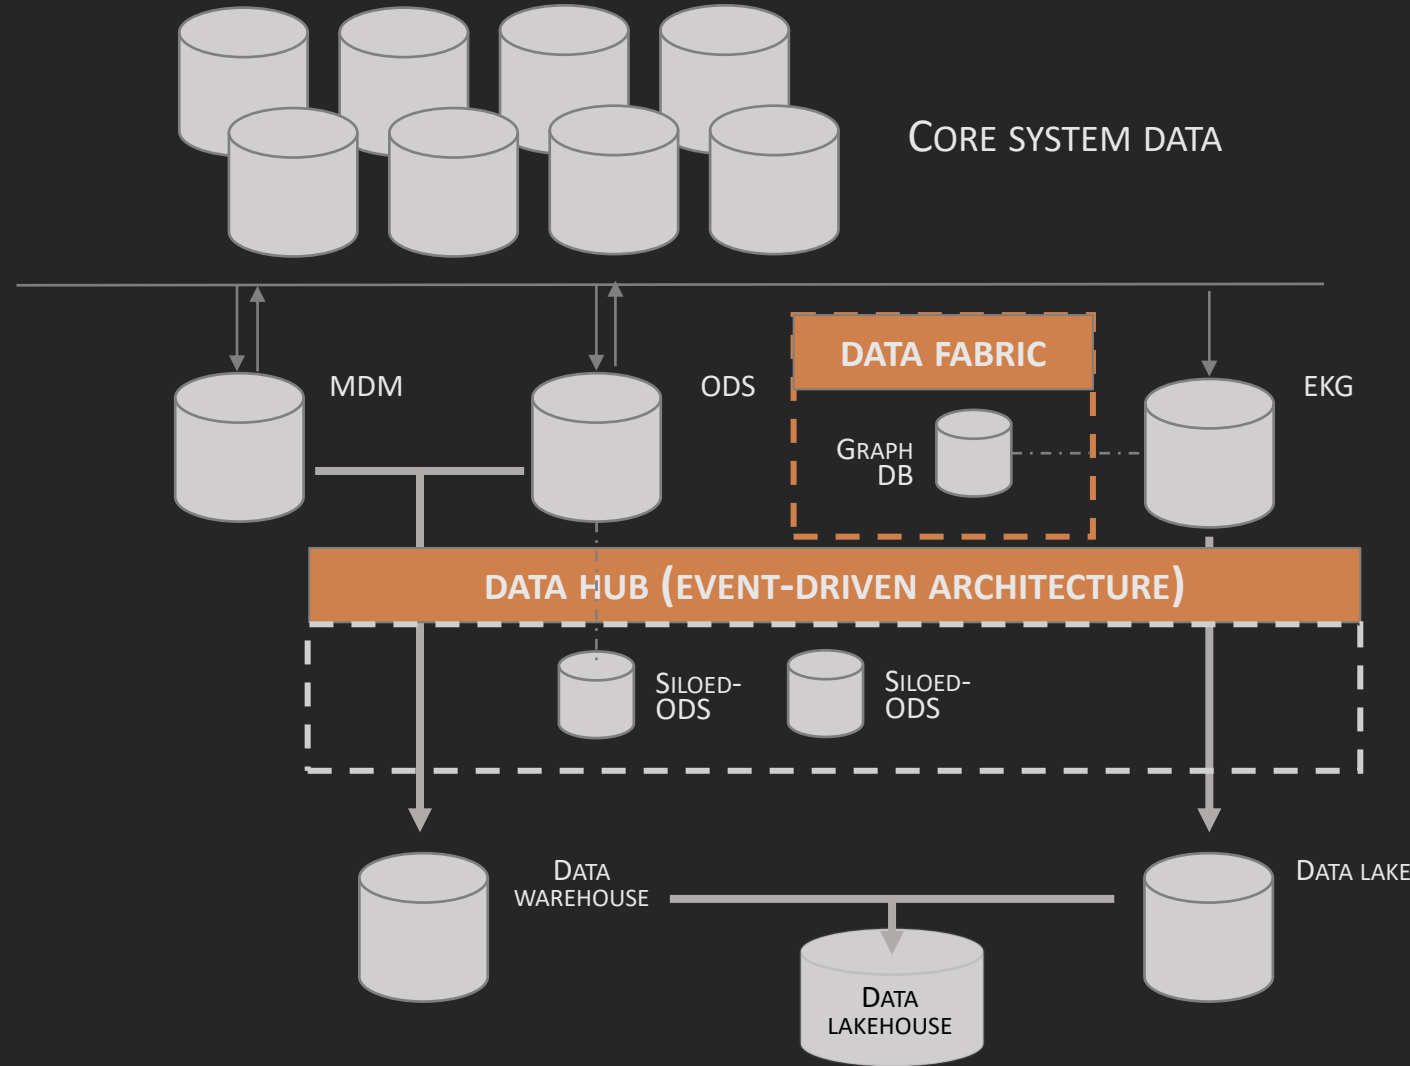 CORE SYSTEM DATA
DATA FABRIC
MDM
ODS
EKG
GRAPH
DB
DATA HUB (EVENT-DRIVEN ARCHITECTURE)
SILOED-
ODS
SILOED-
ODS
DATA
WAREHOUSE
DATA LAKE
DATA
LAKEHOUSE